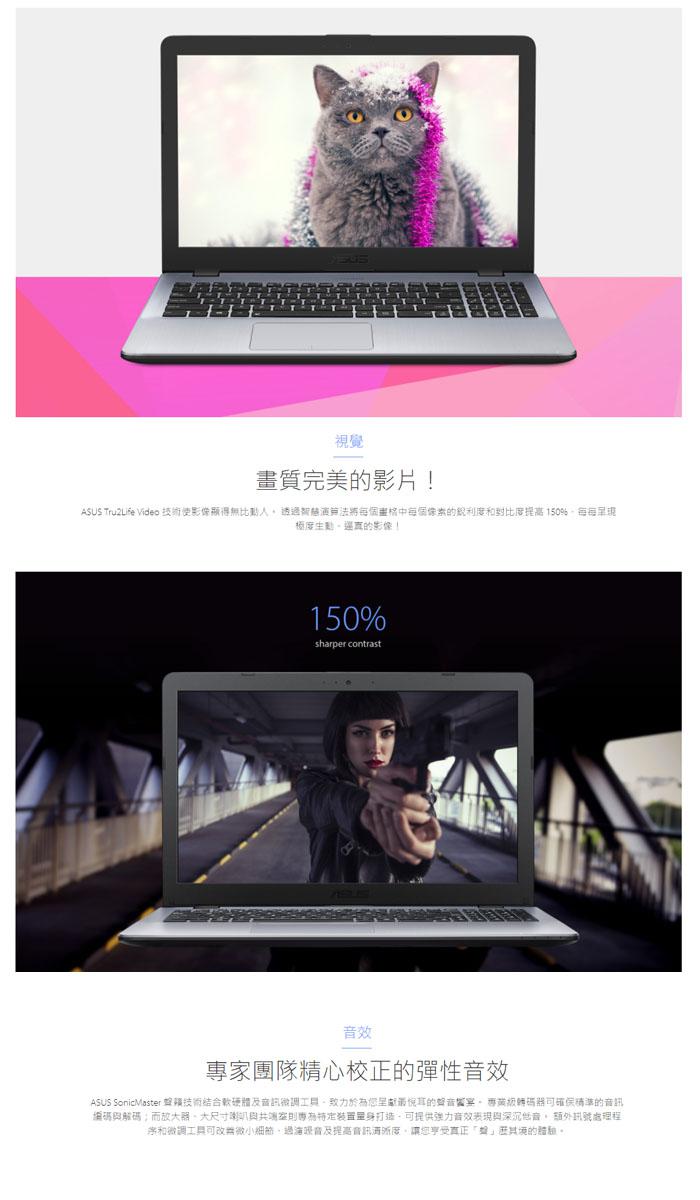 ASUS
視覺
畫質完美的影片！
ASUS Tru2Life Video 技術使影像顯得無比動人。 透過智慧演算法將每個畫格中每個像素的銳利度和對比度提高 150%，每每呈現
極度生動、逼真的影像！
150%
sharper contrast
ASUS
音效
專家團隊精心校正的彈性音效
ASUS SonicMaster 聲籟技術結合軟硬體及音訊微調工具，致力於為您呈獻最悅耳的聲音饗宴。 專業級轉碼器可確保精準的音訊
編碼與解碼；而放大器、大尺寸喇叭與共鳴室則專為特定裝置量身打造，可提供強力音效表現與深沉低音。 額外訊號處理程
序和微調工具可改善微小細節、過濾噪音及提高音訊清晰度，讓您享受真正「聲」歷其境的體驗。